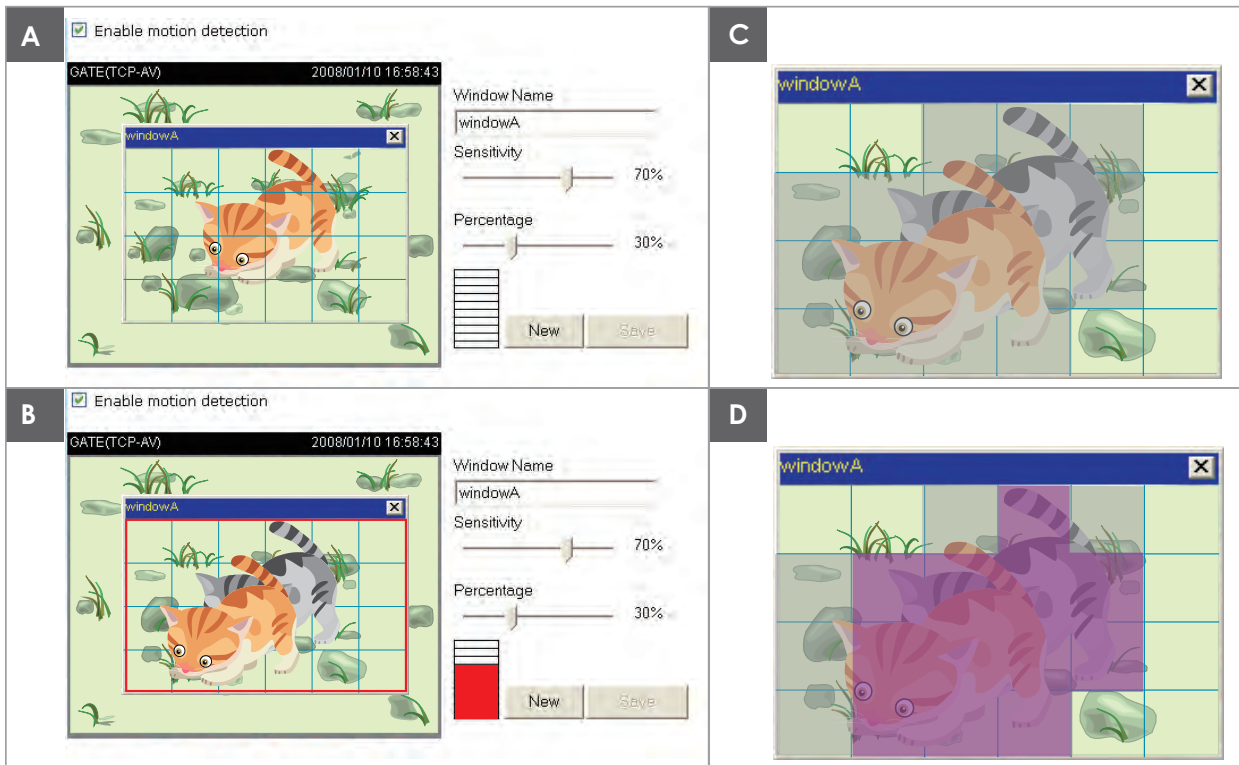 A
Enable motion detection
GATE(TCP-AV) 2008/01/10 16:58:43
windowA
Window Name
windowA
Sensitivity
70%
Percentage
30%
New Save
B
Enable motion detection
GATE(TCP-AV) 2008/01/10 16:58:43
windowA
Window Name
windowA
Sensitivity
70%
Percentage
30%
New Save
C
windowA
D
windowA